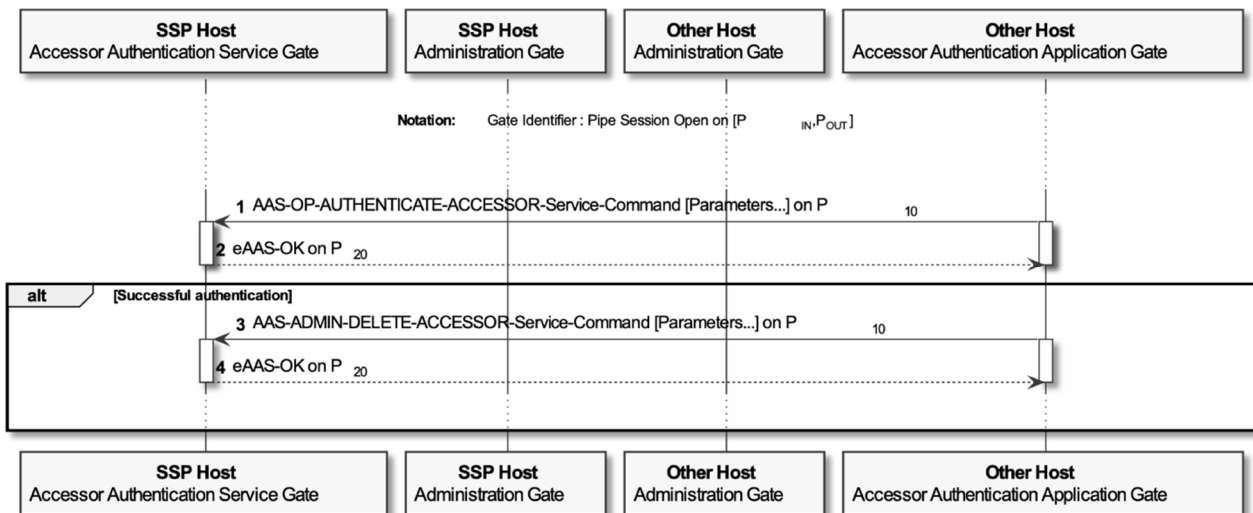 SSP Host
Accessor Authentication Service Gate
SSP Host
Administration Gate
Other Host
Administration Gate
Other Host
Accessor Authentication Application Gate
Notation: Gate Identifier : Pipe Session Open on [P IN,POUT]
1 AAS-OP-AUTHENTICATE-ACCESSOR-Service-Command [Parameters...] on P 10
2 eAAS-OK on P 20
alt [Successful authentication]
3 AAS-ADMIN-DELETE-ACCESSOR-Service-Command [Parameters...] on P 10
4 eAAS-OK on P 20
SSP Host
Accessor Authentication Service Gate
SSP Host
Administration Gate
Other Host
Administration Gate
Other Host
Accessor Authentication Application Gate